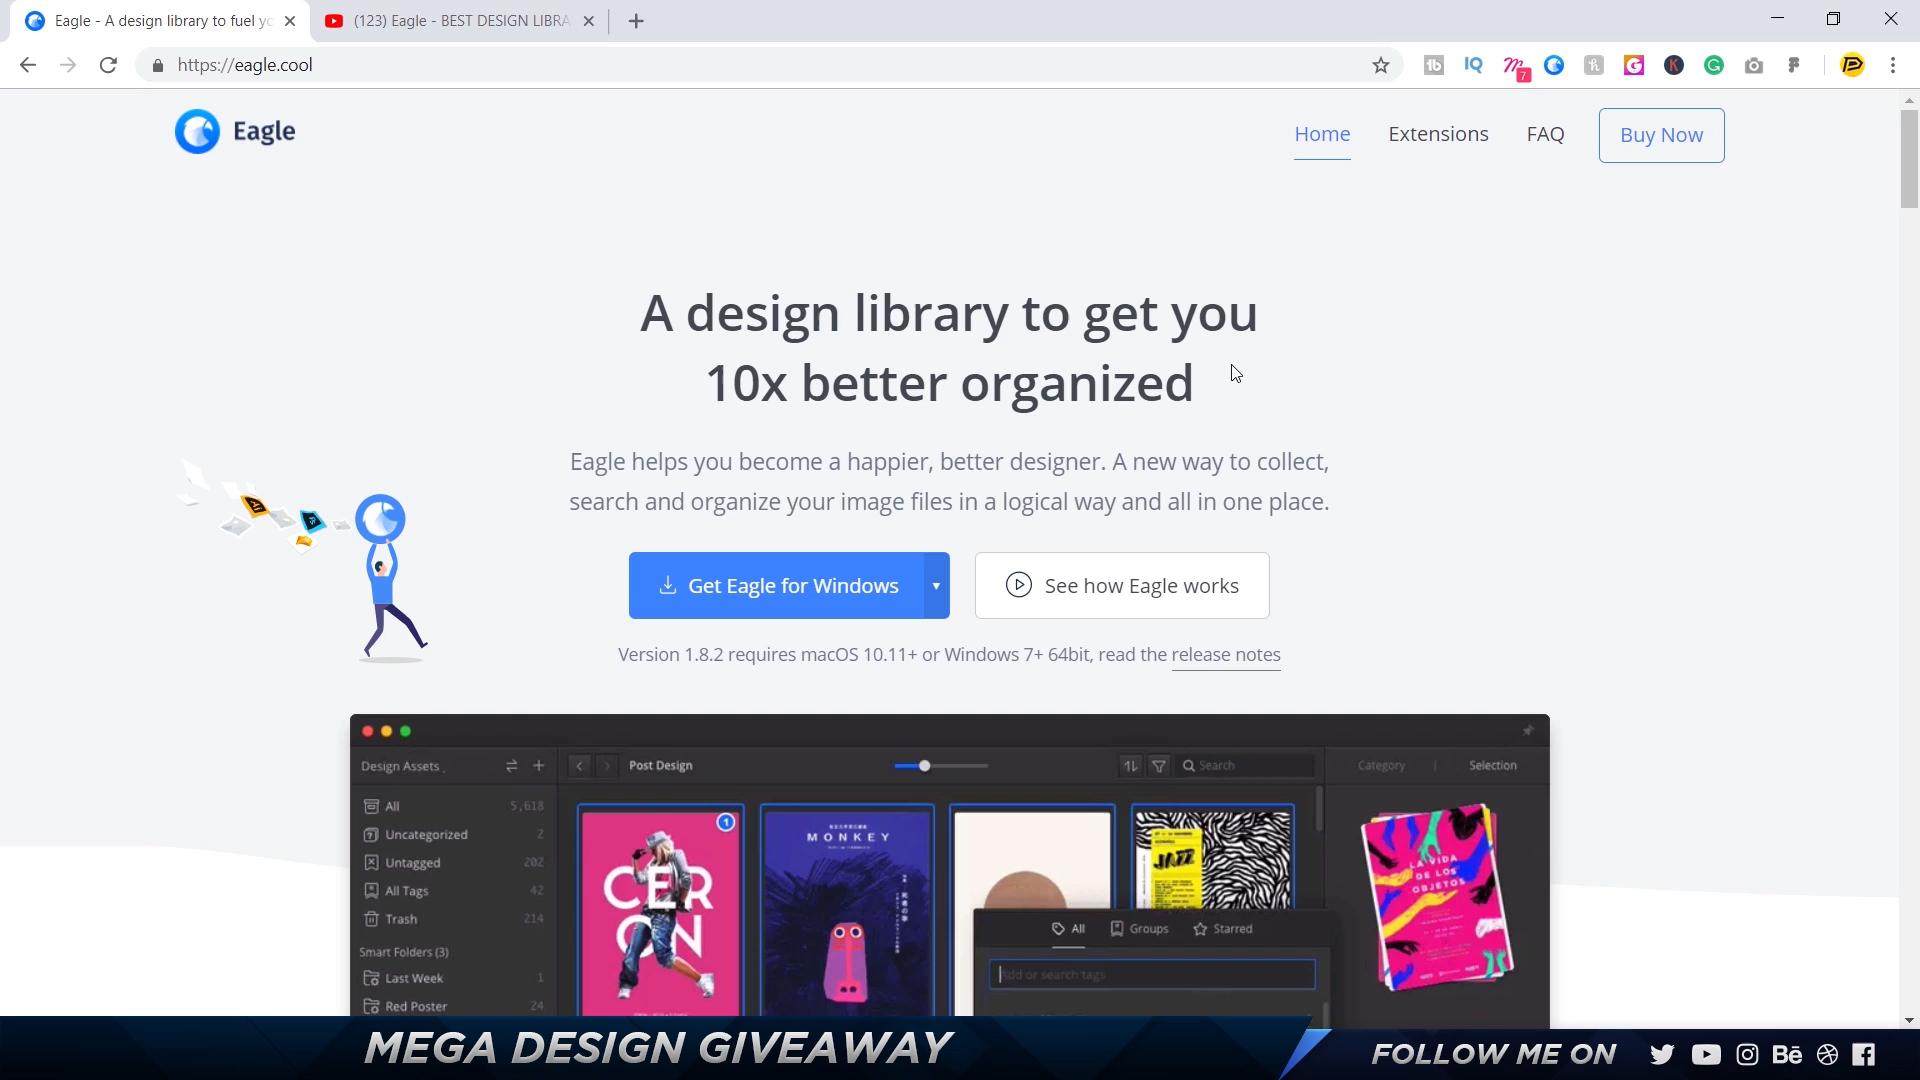 Eagle - A design library to fuel yo
(123) Eagle - BEST DESIGN LIBRA
https://eagle.cool
Eagle
Home
Extensions
FAQ
Buy Now
A design library to get you
10x better organized
Eagle helps you become a happier, better designer. A new way to collect,
search and organize your image files in a logical way and all in one place.
Get Eagle for Windows
See how Eagle works
Version 1.8.2 requires macOS 10.11+ or Windows 7+ 64bit, read the release notes
Design Assets
Post Design
Search
Category | Selection
All 5,618
Uncategorized 2
Untagged 202
All Tags 42
Trash 214
Smart Folders (3)
Last Week 1
Red Poster 24
1
CER
ON
MONKEY
JAZZ
LA VIDA
DE LOS
OBJETOS
All
Groups
Starred
Add or search tags
MEGA DESIGN GIVEAWAY
FOLLOW ME ON
Bē